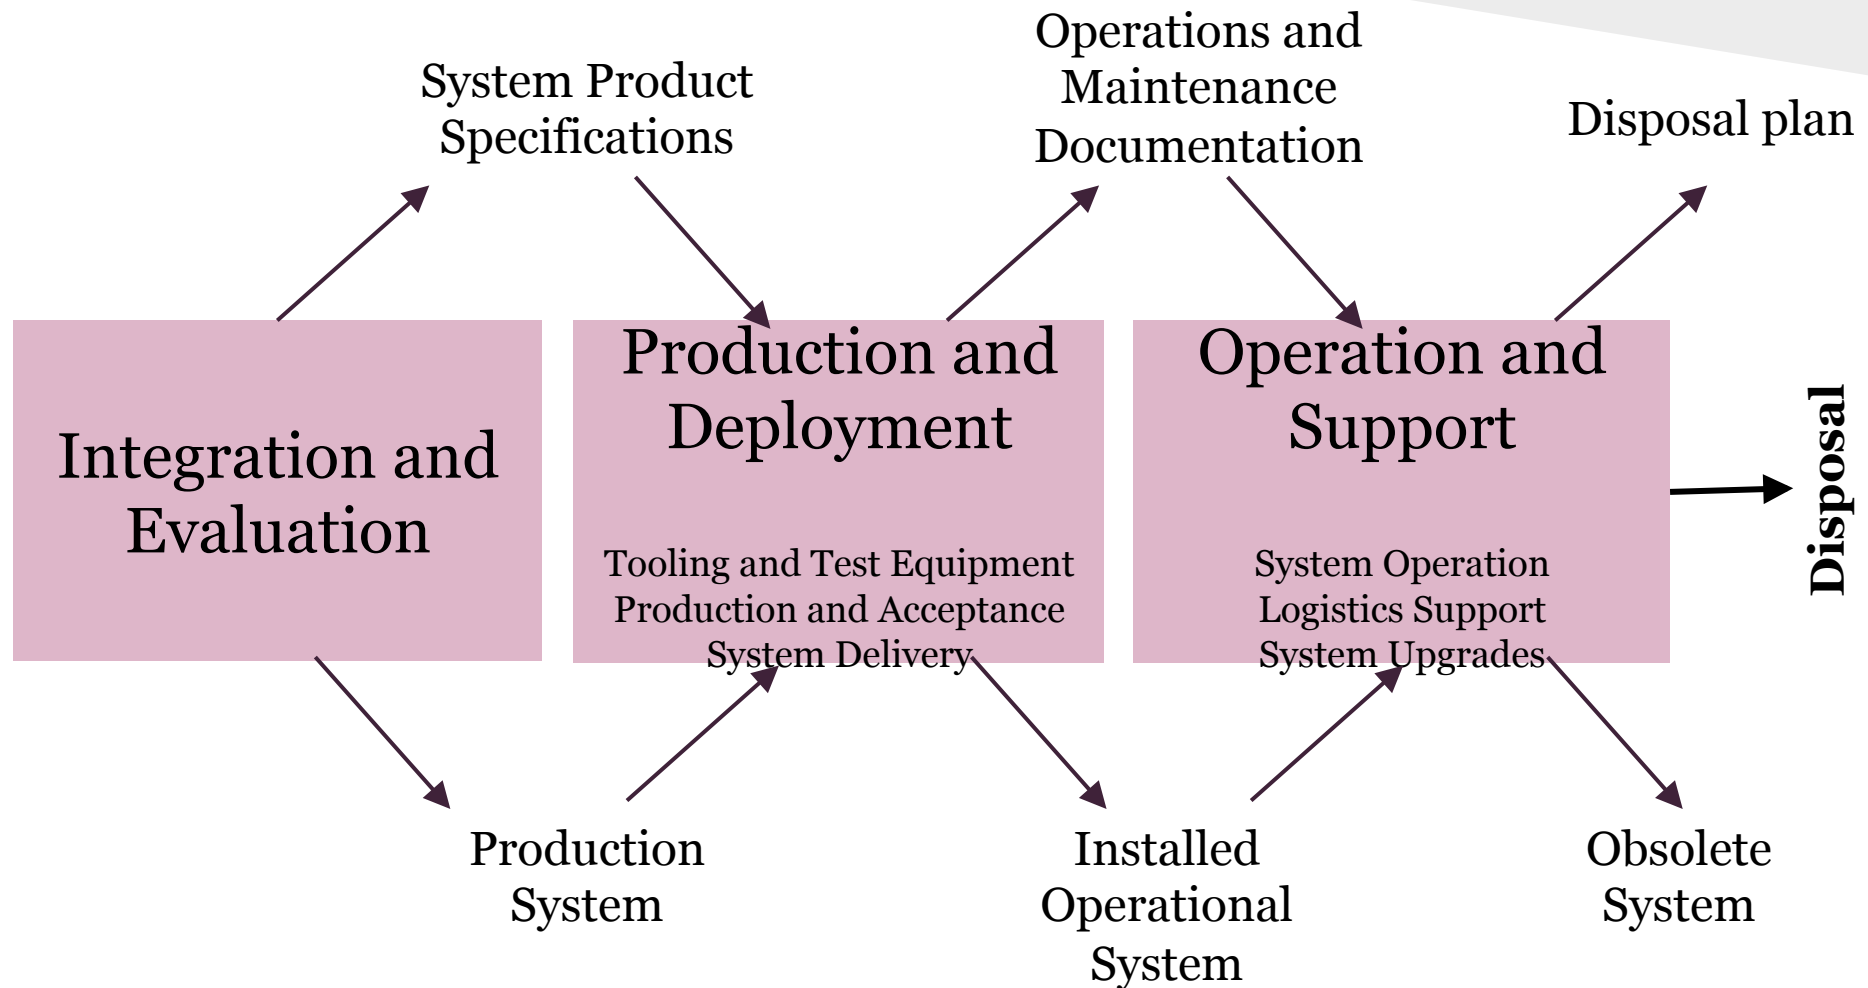 System Product
Specifications
Operations and
Maintenance
Documentation
Disposal plan
Integration and
Evaluation
Production and
Deployment
Tooling and Test Equipment
Production and Acceptance
System Delivery
Operation and
Support
System Operation
Logistics Support
System Upgrades
Disposal
Production
System
Installed
Operational
System
Obsolete
System